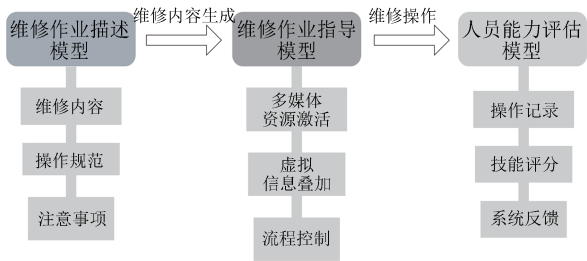 维修作业描述
模型
维修内容生成
维修作业指导
模型
维修操作
人员能力评估
模型
维修内容
操作规范
注意事项
多媒体
资源激活
虚拟
信息叠加
流程控制
操作记录
技能评分
系统反馈